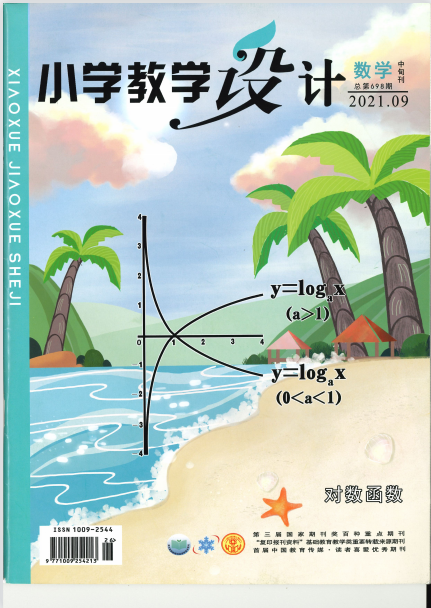 XIAOXUE JIAOXUE SHEJI
小学教学设计
数学
中旬刊
总第698期
2021.09
4
3
2
1
0
1 2 3 4
1
2
3
4
y=logₐx
(a>1)
y=logₐx
(0<a<1)
对数函数
ISSN 1009-2544
26
9 771009 254213
第三届国家期刊奖百种重点期刊
“复印报刊资料”基础教育教学类重要转载来源期刊
首届中国教育传媒·读者喜爱优秀期刊